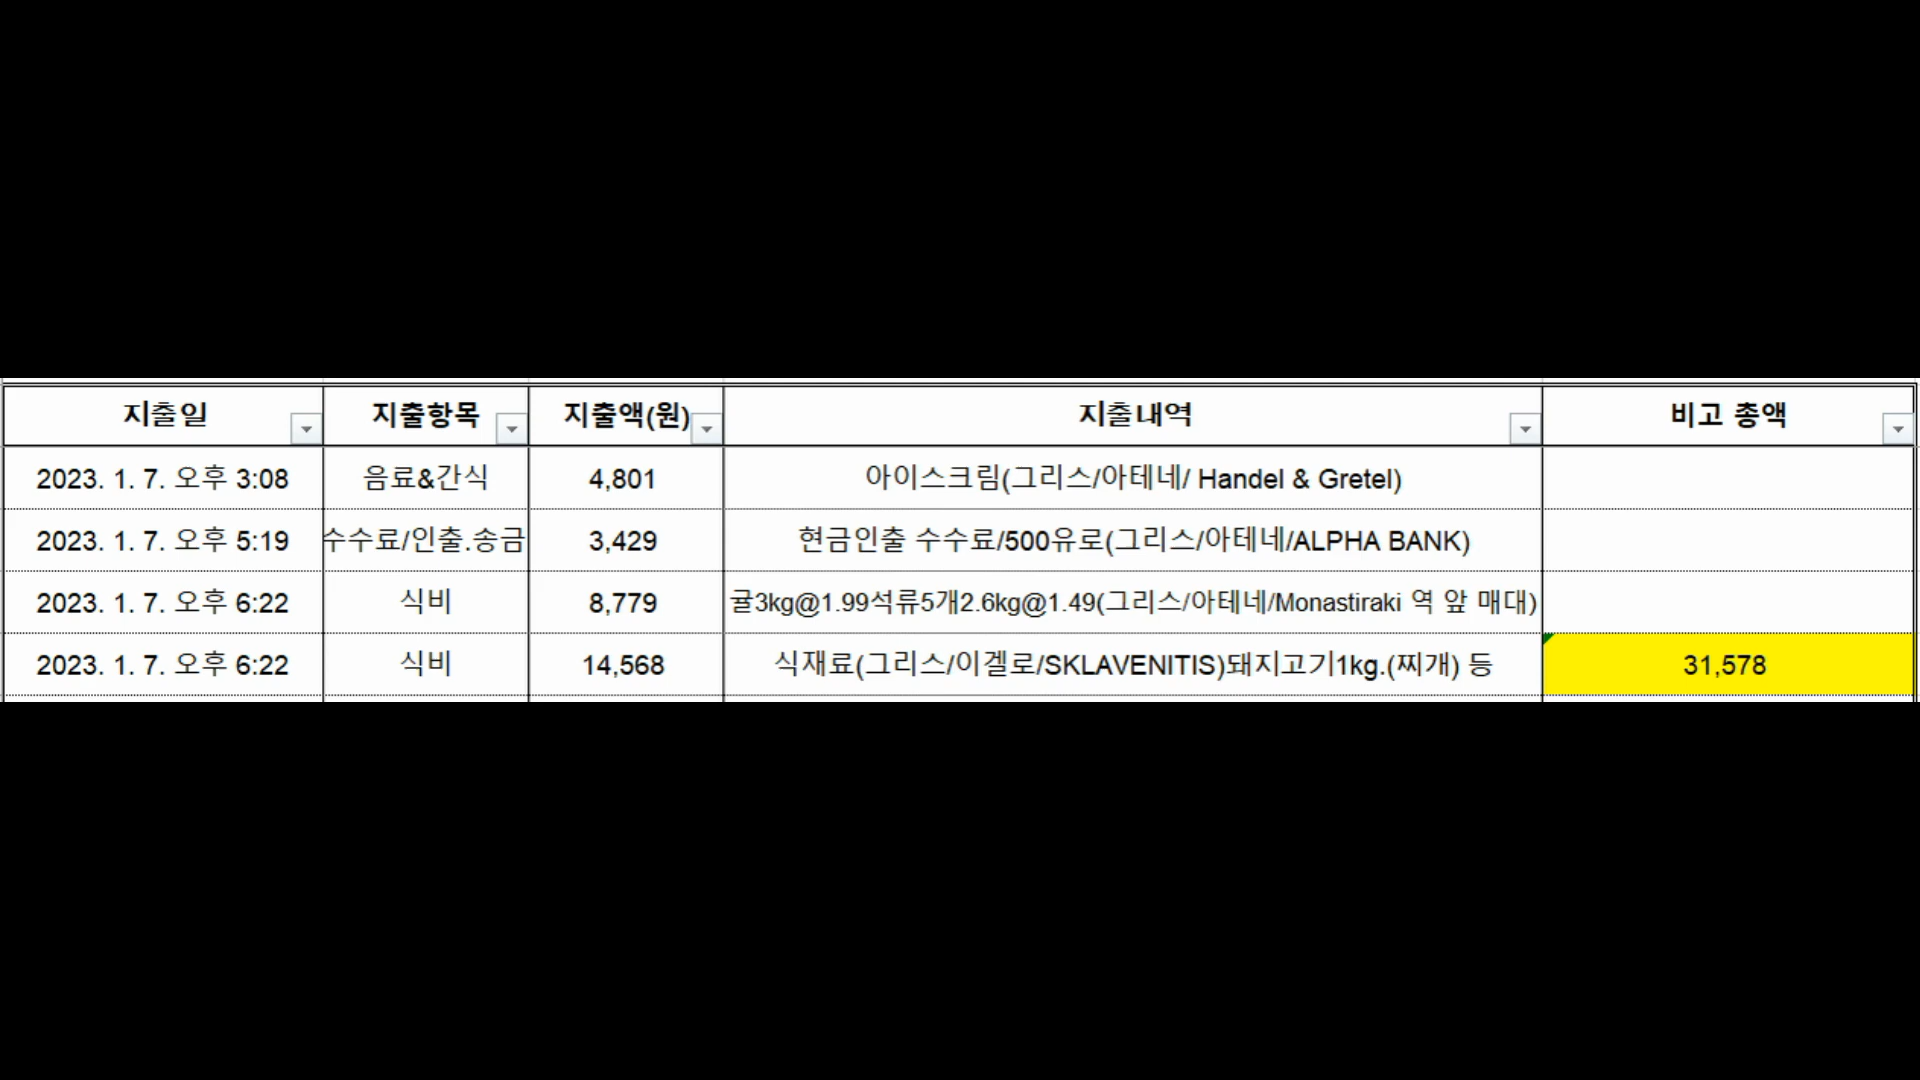 지출일 지출항목 지출액(원) 지출내역 비고 총액
2023. 1. 7. 오후 3:08 음료&간식 4,801 아이스크림(그리스/아테네/ Handel & Gretel)
2023. 1. 7. 오후 5:19 수수료/인출.송금 3,429 현금인출 수수료/500유로(그리스/아테네/ALPHA BANK)
2023. 1. 7. 오후 6:22 식비 8,779 귤3kg@1.99석류5개2.6kg@1.49(그리스/아테네/Monastiraki 역 앞 매대)
2023. 1. 7. 오후 6:22 식비 14,568 식재료(그리스/이겔로/SKLAVENITIS)돼지고기1kg.(찌개) 등 31,578